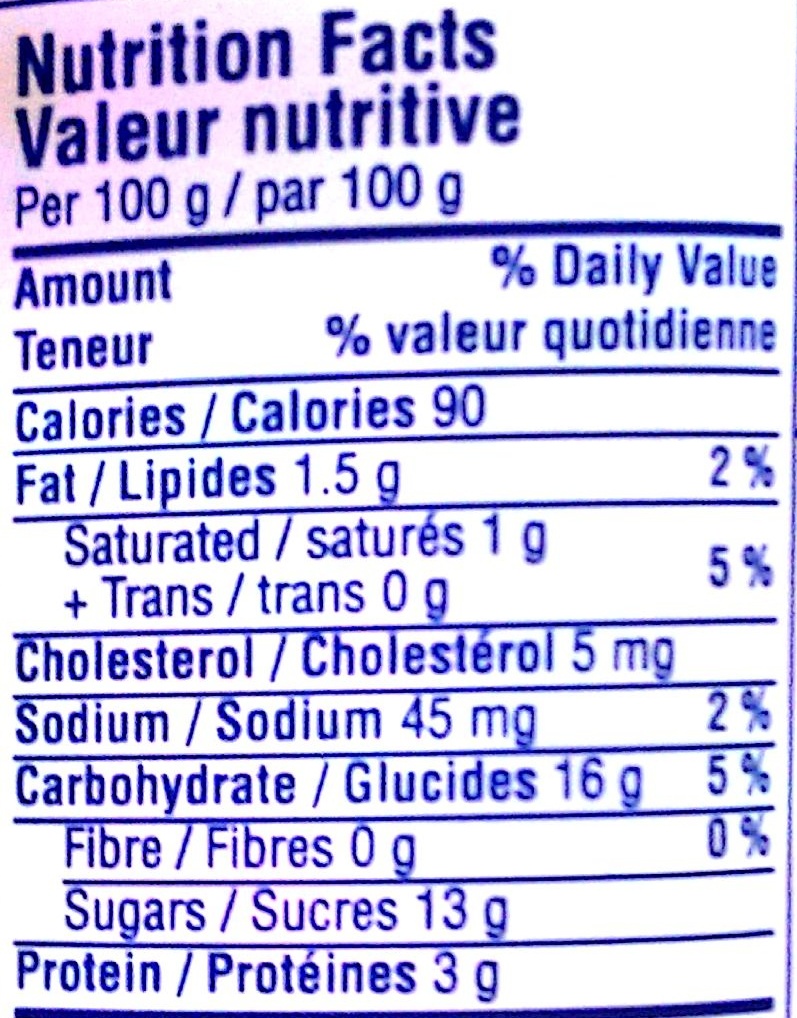 Nutrition Facts
Valeur nutritive
Per 100 g / par 100 g
Amount % Daily Value
Teneur % valeur quotidienne
Calories / Calories 90
Fat / Lipides 1.5 g 2 %
Saturated / saturés 1 g
+ Trans / trans 0 g 5 %
Cholesterol / Cholestérol 5 mg
Sodium / Sodium 45 mg 2 %
Carbohydrate / Glucides 16 g 5 %
Fibre / Fibres 0 g 0 %
Sugars / Sucres 13 g
Protein / Protéines 3 g